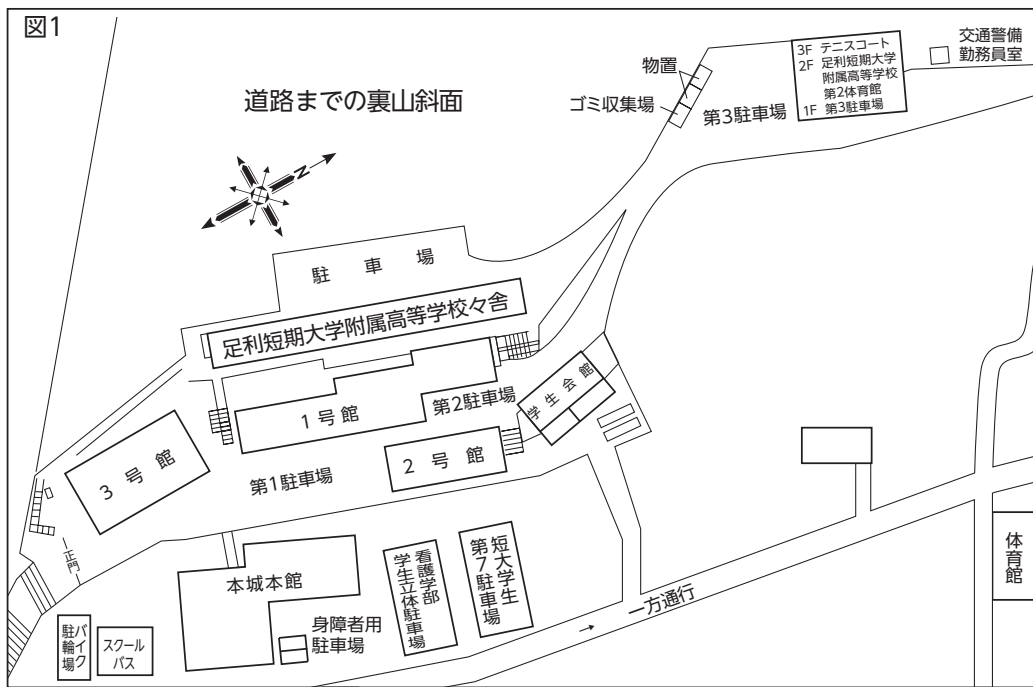 図1
道路までの裏山斜面
N
物置
ゴミ収集場
第3駐車場
3F テニスコート
2F 足利短期大学
附属高等学校
第2体育館
1F 第3駐車場
交通警備
勤務員室
駐車場
足利短期大学附属高等学校々舎
1号館
第2駐車場
学生会館
2号館
3号館
第1駐車場
正門
本城本館
身障者用
駐車場
看護学部
学生立体駐車場
短大学生
第7駐車場
一方通行
体育館
バイク
駐輪場
スクール
バス